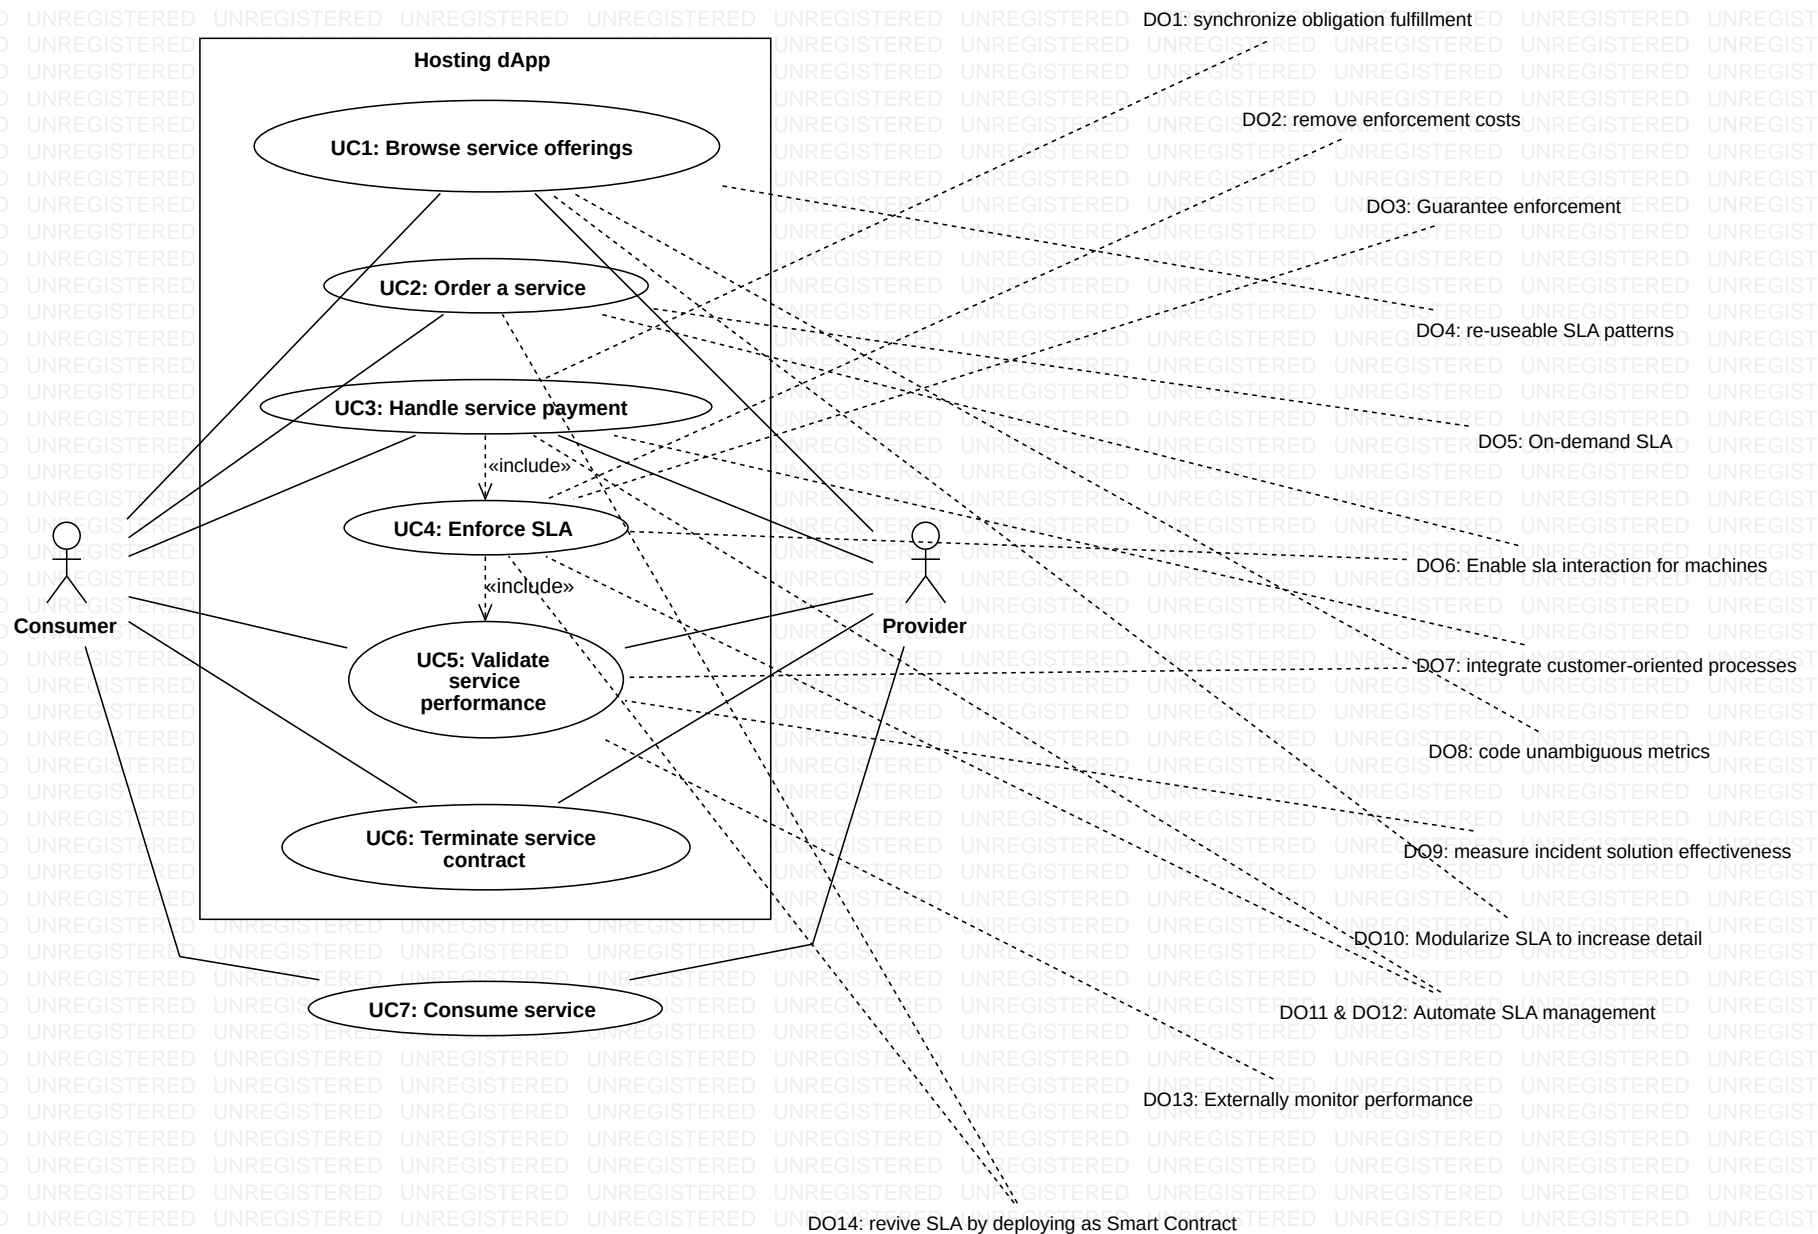 DO1: synchronize obligation fulfillment
Hosting dApp
DO2: remove enforcement costs
UC1: Browse service offerings
DO3: Guarantee enforcement
UC2: Order a service
DO4: re-useable SLA patterns
UC3: Handle service payment
DO5: On-demand SLA
«include»
UC4: Enforce SLA
DO6: Enable sla interaction for machines
«include»
Consumer
Provider
UC5: Validate
service
performance
DO7: integrate customer-oriented processes
DO8: code unambiguous metrics
UC6: Terminate service
contract
DO9: measure incident solution effectiveness
DO10: Modularize SLA to increase detail
UC7: Consume service
DO11 & DO12: Automate SLA management
DO13: Externally monitor performance
DO14: revive SLA by deploying as Smart Contract
UNREGISTERED